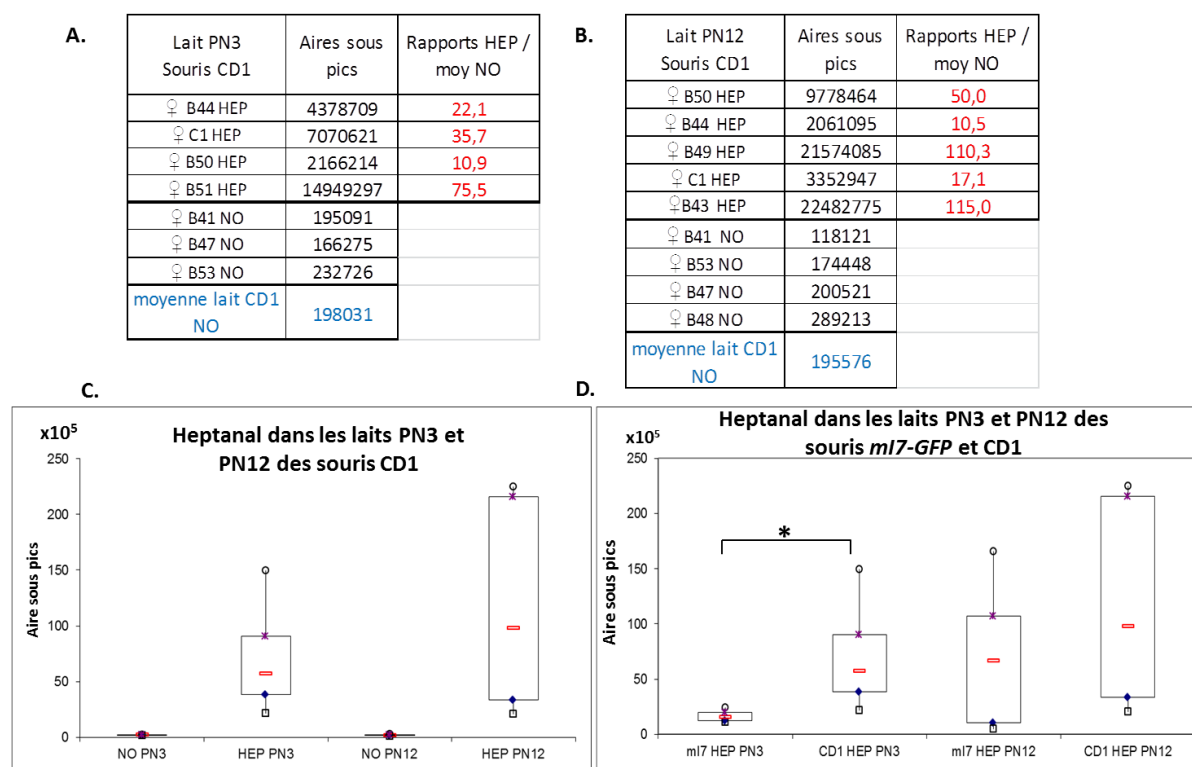 A.
Lait PN3 Souris CD1 | Aires sous pics | Rapports HEP / moy NO
♀ B44 HEP 4378709 22,1
♀ C1 HEP 7070621 35,7
♀ B50 HEP 2166214 10,9
♀ B51 HEP 14949297 75,5
♀ B41 NO 195091
♀ B47 NO 166275
♀ B53 NO 232726
moyenne lait CD1 NO 198031
B.
Lait PN12 Souris CD1 | Aires sous pics | Rapports HEP / moy NO
♀ B50 HEP 9778464 50,0
♀ B44 HEP 2061095 10,5
♀ B49 HEP 21574085 110,3
♀ C1 HEP 3352947 17,1
♀ B43 HEP 22482775 115,0
♀ B41 NO 118121
♀ B53 NO 174448
♀ B47 NO 200521
♀ B48 NO 289213
moyenne lait CD1 NO 195576
C.
x10⁵
Heptanal dans les laits PN3 et
PN12 des souris CD1
Aire sous pics
250
200
150
100
50
0
NO PN3 HEP PN3 NO PN12 HEP PN12
D.
x10⁵
Heptanal dans les laits PN3 et PN12 des
souris mI7-GFP et CD1
Aire sous pics
250
200
150
100
50
0
*
mI7 HEP PN3 CD1 HEP PN3 mI7 HEP PN12 CD1 HEP PN12